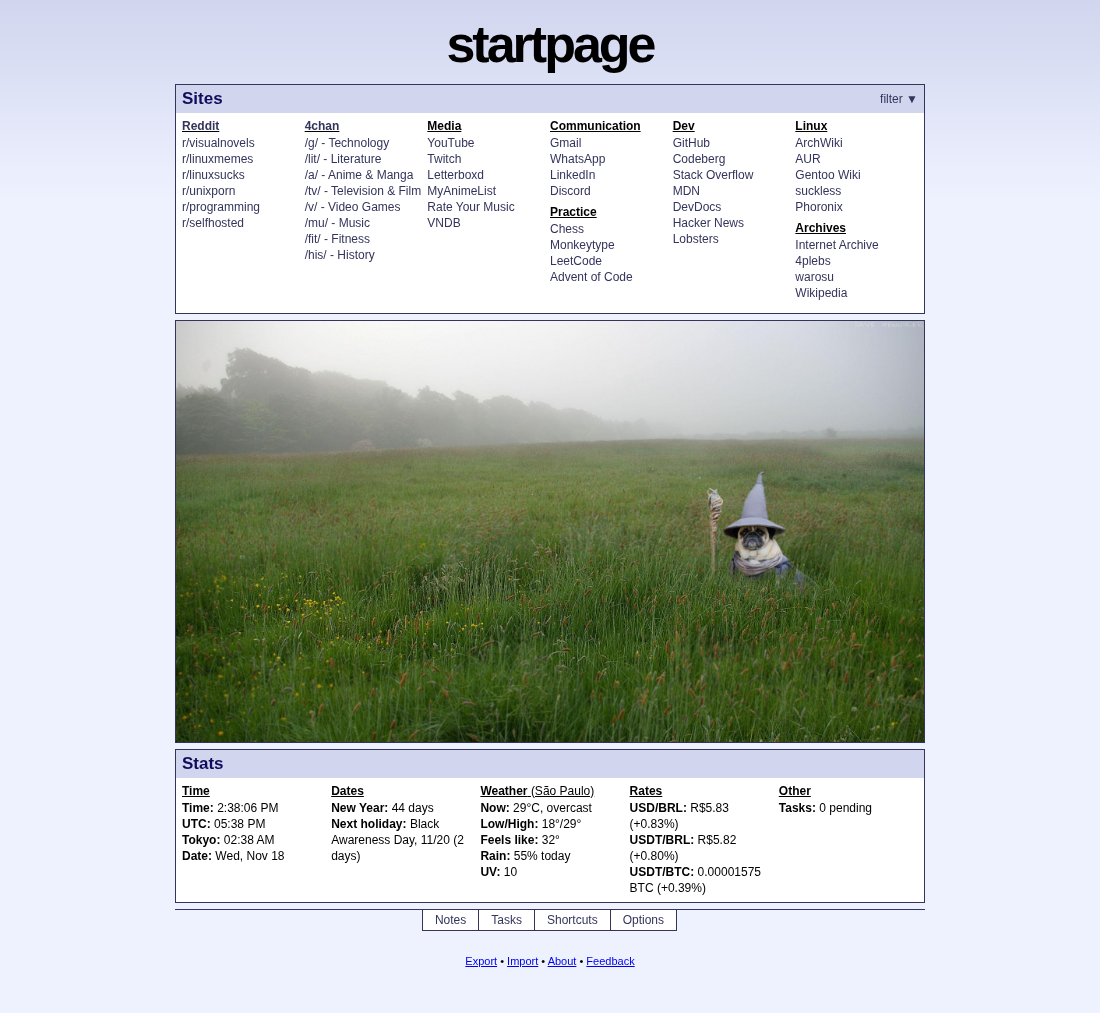 startpage
Sites
filter ▼
Reddit
r/visualnovels
r/linuxmemes
r/linuxsucks
r/unixporn
r/programming
r/selfhosted
4chan
/g/ - Technology
/lit/ - Literature
/a/ - Anime & Manga
/tv/ - Television & Film
/v/ - Video Games
/mu/ - Music
/fit/ - Fitness
/his/ - History
Media
YouTube
Twitch
Letterboxd
MyAnimeList
Rate Your Music
VNDB
Communication
Gmail
WhatsApp
LinkedIn
Discord
Practice
Chess
Monkeytype
LeetCode
Advent of Code
Dev
GitHub
Codeberg
Stack Overflow
MDN
DevDocs
Hacker News
Lobsters
Linux
ArchWiki
AUR
Gentoo Wiki
suckless
Phoronix
Archives
Internet Archive
4plebs
warosu
Wikipedia
Stats
Time
Time: 2:38:06 PM
UTC: 05:38 PM
Tokyo: 02:38 AM
Date: Wed, Nov 18
Dates
New Year: 44 days
Next holiday: Black
Awareness Day, 11/20 (2
days)
Weather (São Paulo)
Now: 29°C, overcast
Low/High: 18°/29°
Feels like: 32°
Rain: 55% today
UV: 10
Rates
USD/BRL: R$5.83
(+0.83%)
USDT/BRL: R$5.82
(+0.80%)
USDT/BTC: 0.00001575
BTC (+0.39%)
Other
Tasks: 0 pending
Notes
Tasks
Shortcuts
Options
Export • Import • About • Feedback